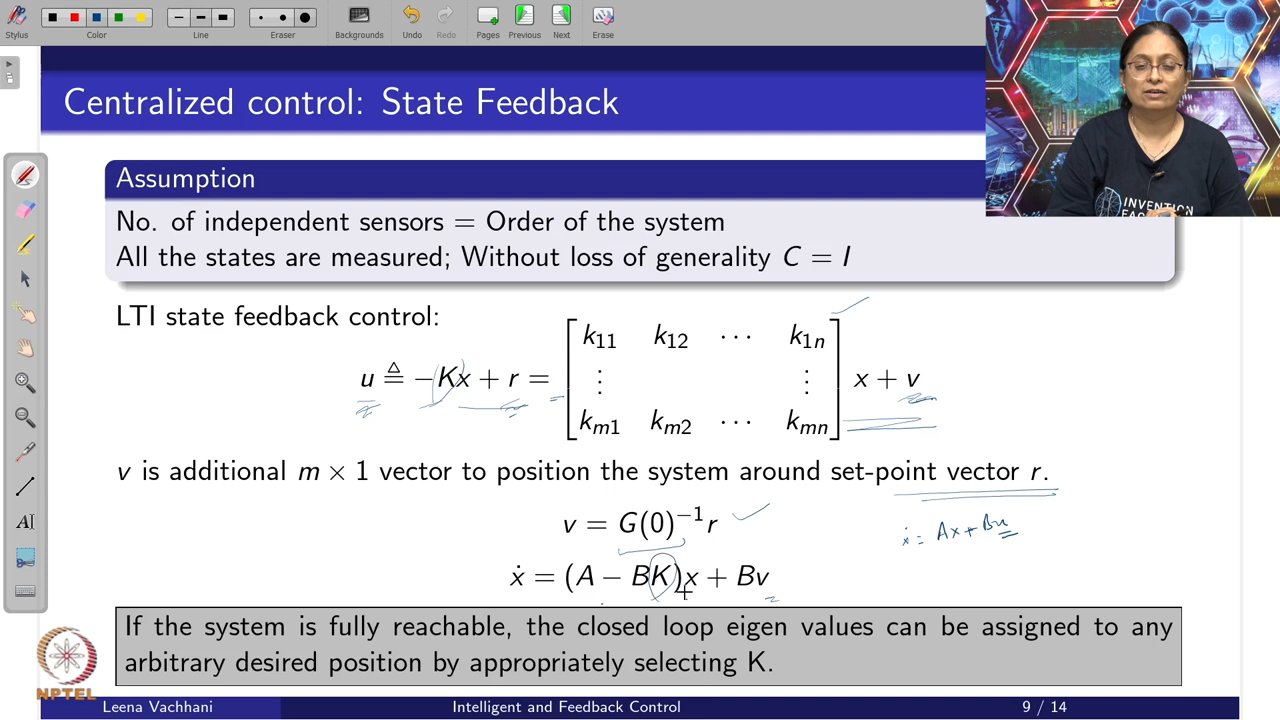 Stylus
Color
Line
Eraser
Backgrounds
Undo
Redo
Pages
Previous
Next
Erase
Centralized control: State Feedback
INVENTION
Assumption
No. of independent sensors = Order of the system
All the states are measured; Without loss of generality C = I
LTI state feedback control:
u ≜ −Kx + r = [ k11 k12 ⋯ k1n ⋮ ⋮ km1 km2 ⋯ kmn ] x + v
v is additional m × 1 vector to position the system around set-point vector r.
v = G(0)⁻¹r
ẋ = Ax + Bu
ẋ = (A − BK)x + Bv
If the system is fully reachable, the closed loop eigen values can be assigned to any
arbitrary desired position by appropriately selecting K.
NPTEL
Leena Vachhani
Intelligent and Feedback Control
9 / 14